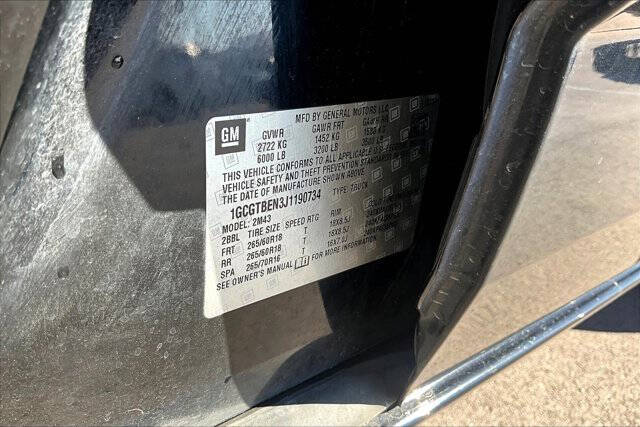 GM
MFD BY GENERAL MOTORS LLC
GVWR GAWR FRT GAWR RR
2722 KG 1452 KG
6000 LB 3200 LB
THIS VEHICLE CONFORMS TO ALL APPLICABLE
VEHICLE SAFETY AND THEFT PREVENTION STANDARDS
THE DATE OF MANUFACTURE SHOWN ABOVE.
1GCGTBEN3J1190734 TYPE: TRUCK
MODEL: 2M43
2BBL TIRE SIZE SPEED RTG RIM
FRT 265/60R18 T 18X8.5J
RR 265/60R18 T 18X8.5J
SPA 265/70R16 T 16X7.0J
SEE OWNER'S MANUAL FOR MORE INFORMATION